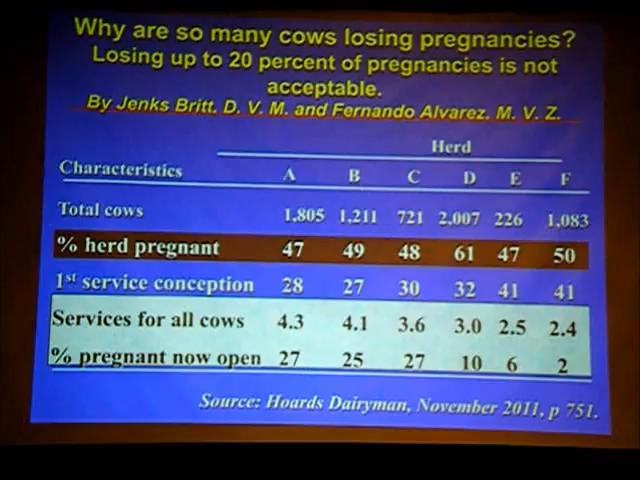 Why are so many cows losing pregnancies?
Losing up to 20 percent of pregnancies is not
acceptable.
By Jenks Britt, D. V. M. and Fernando Alvarez, M. V. Z.
Herd
Characteristics A B C D E F
Total cows 1,805 1,211 721 2,007 226 1,083
% herd pregnant 47 49 48 61 47 50
1st service conception 28 27 30 32 41 41
Services for all cows 4.3 4.1 3.6 3.0 2.5 2.4
% pregnant now open 27 25 27 10 6 2
Source: Hoards Dairyman, November 2011, p 751.